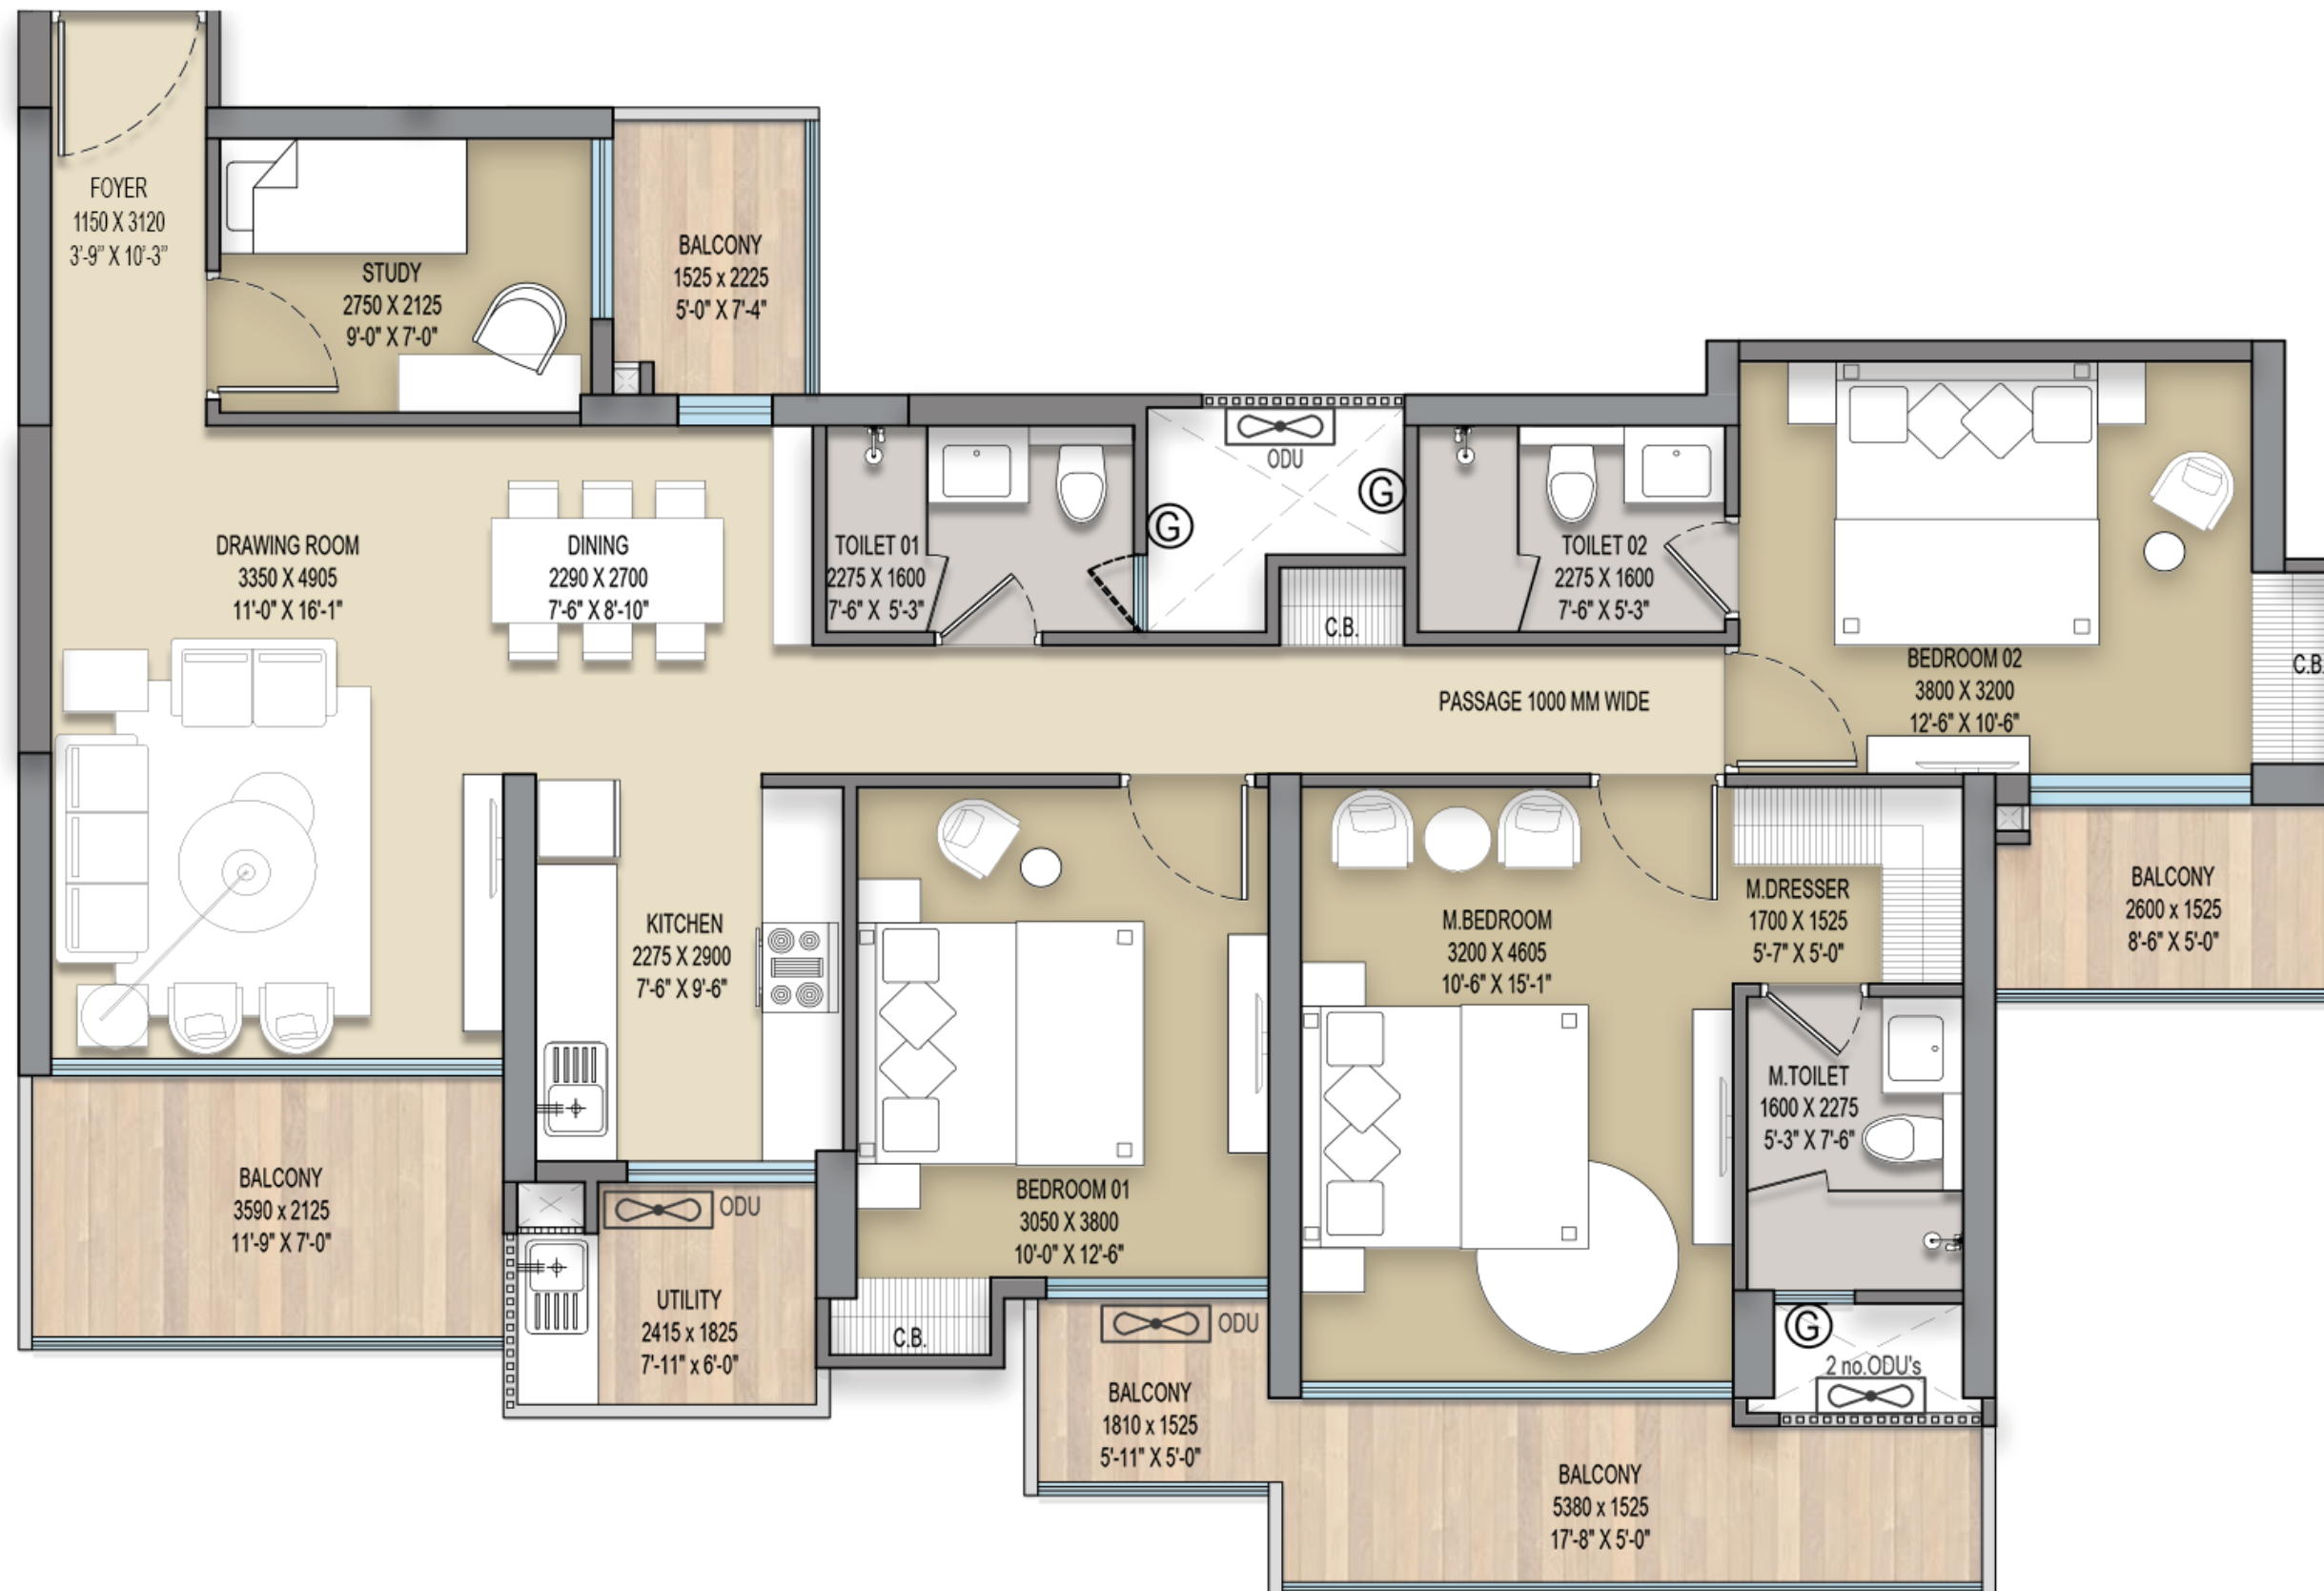 FOYER
1150 X 3120
3'-9" X 10'-3"
STUDY
2750 X 2125
9'-0" X 7'-0"
BALCONY
1525 x 2225
5'-0" X 7'-4"
DRAWING ROOM
3350 X 4905
11'-0" X 16'-1"
DINING
2290 X 2700
7'-6" X 8'-10"
TOILET 01
2275 X 1600
7'-6" X 5'-3"
ODU
G
G
C.B.
TOILET 02
2275 X 1600
7'-6" X 5'-3"
BEDROOM 02
3800 X 3200
12'-6" X 10'-6"
C.B.
PASSAGE 1000 MM WIDE
KITCHEN
2275 X 2900
7'-6" X 9'-6"
M.BEDROOM
3200 X 4605
10'-6" X 15'-1"
M.DRESSER
1700 X 1525
5'-7" X 5'-0"
BALCONY
2600 x 1525
8'-6" X 5'-0"
M.TOILET
1600 X 2275
5'-3" X 7'-6"
BALCONY
3590 x 2125
11'-9" X 7'-0"
ODU
UTILITY
2415 x 1825
7'-11" x 6'-0"
BEDROOM 01
3050 X 3800
10'-0" X 12'-6"
C.B.
ODU
BALCONY
1810 x 1525
5'-11" X 5'-0"
G
2 no.ODU's
BALCONY
5380 x 1525
17'-8" X 5'-0"